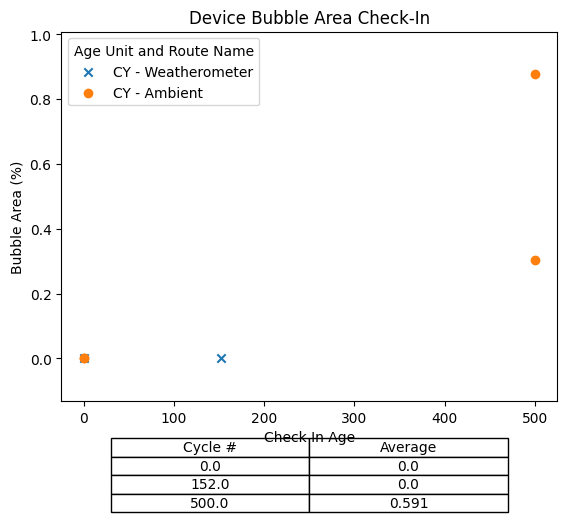 Device Bubble Area Check-In
Age Unit and Route Name
CY - Weatherometer
CY - Ambient
Bubble Area (%)
1.0
0.8
0.6
0.4
0.2
0.0
0 100 200 300 400 500
Check In Age
Cycle # Average
0.0 0.0
152.0 0.0
500.0 0.591